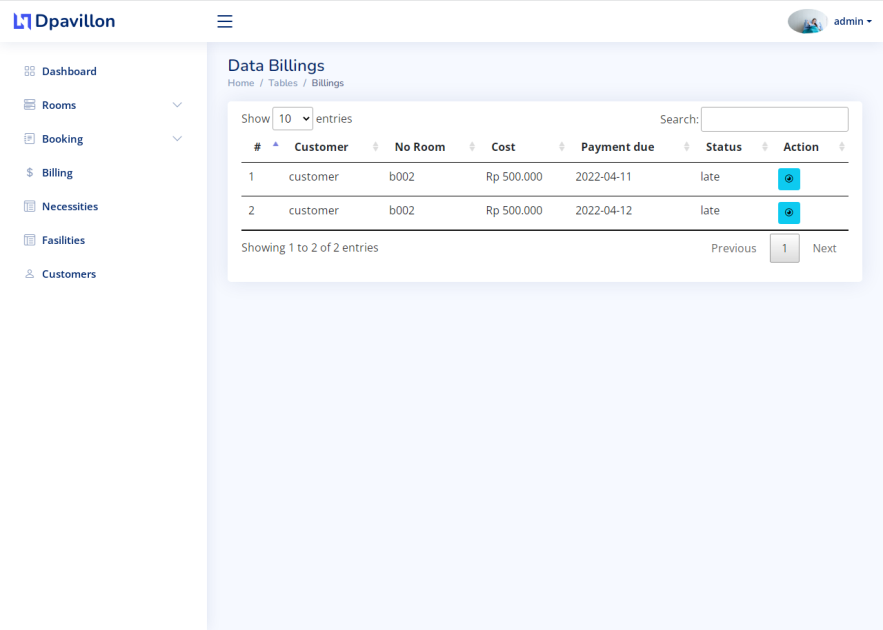 Dpavillon
admin
Dashboard
Rooms
Booking
Billing
Necessities
Fasilities
Customers
Data Billings
Home / Tables / Billings
Show 10 entries
Search:
# Customer No Room Cost Payment due Status Action
1 customer b002 Rp 500.000 2022-04-11 late
2 customer b002 Rp 500.000 2022-04-12 late
Showing 1 to 2 of 2 entries
Previous 1 Next